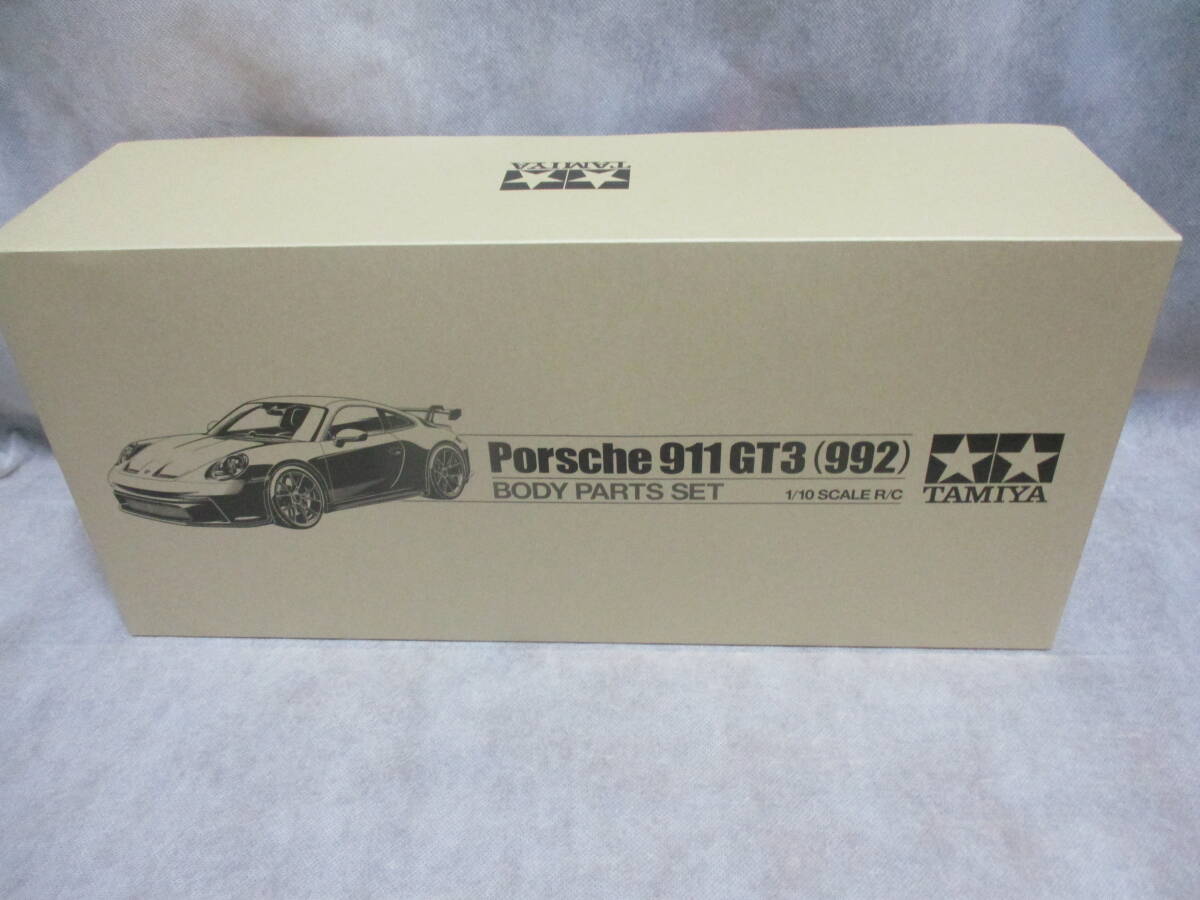 TAMIYA
Porsche 911 GT3 (992)
BODY PARTS SET 1/10 SCALE R/C
TAMIYA